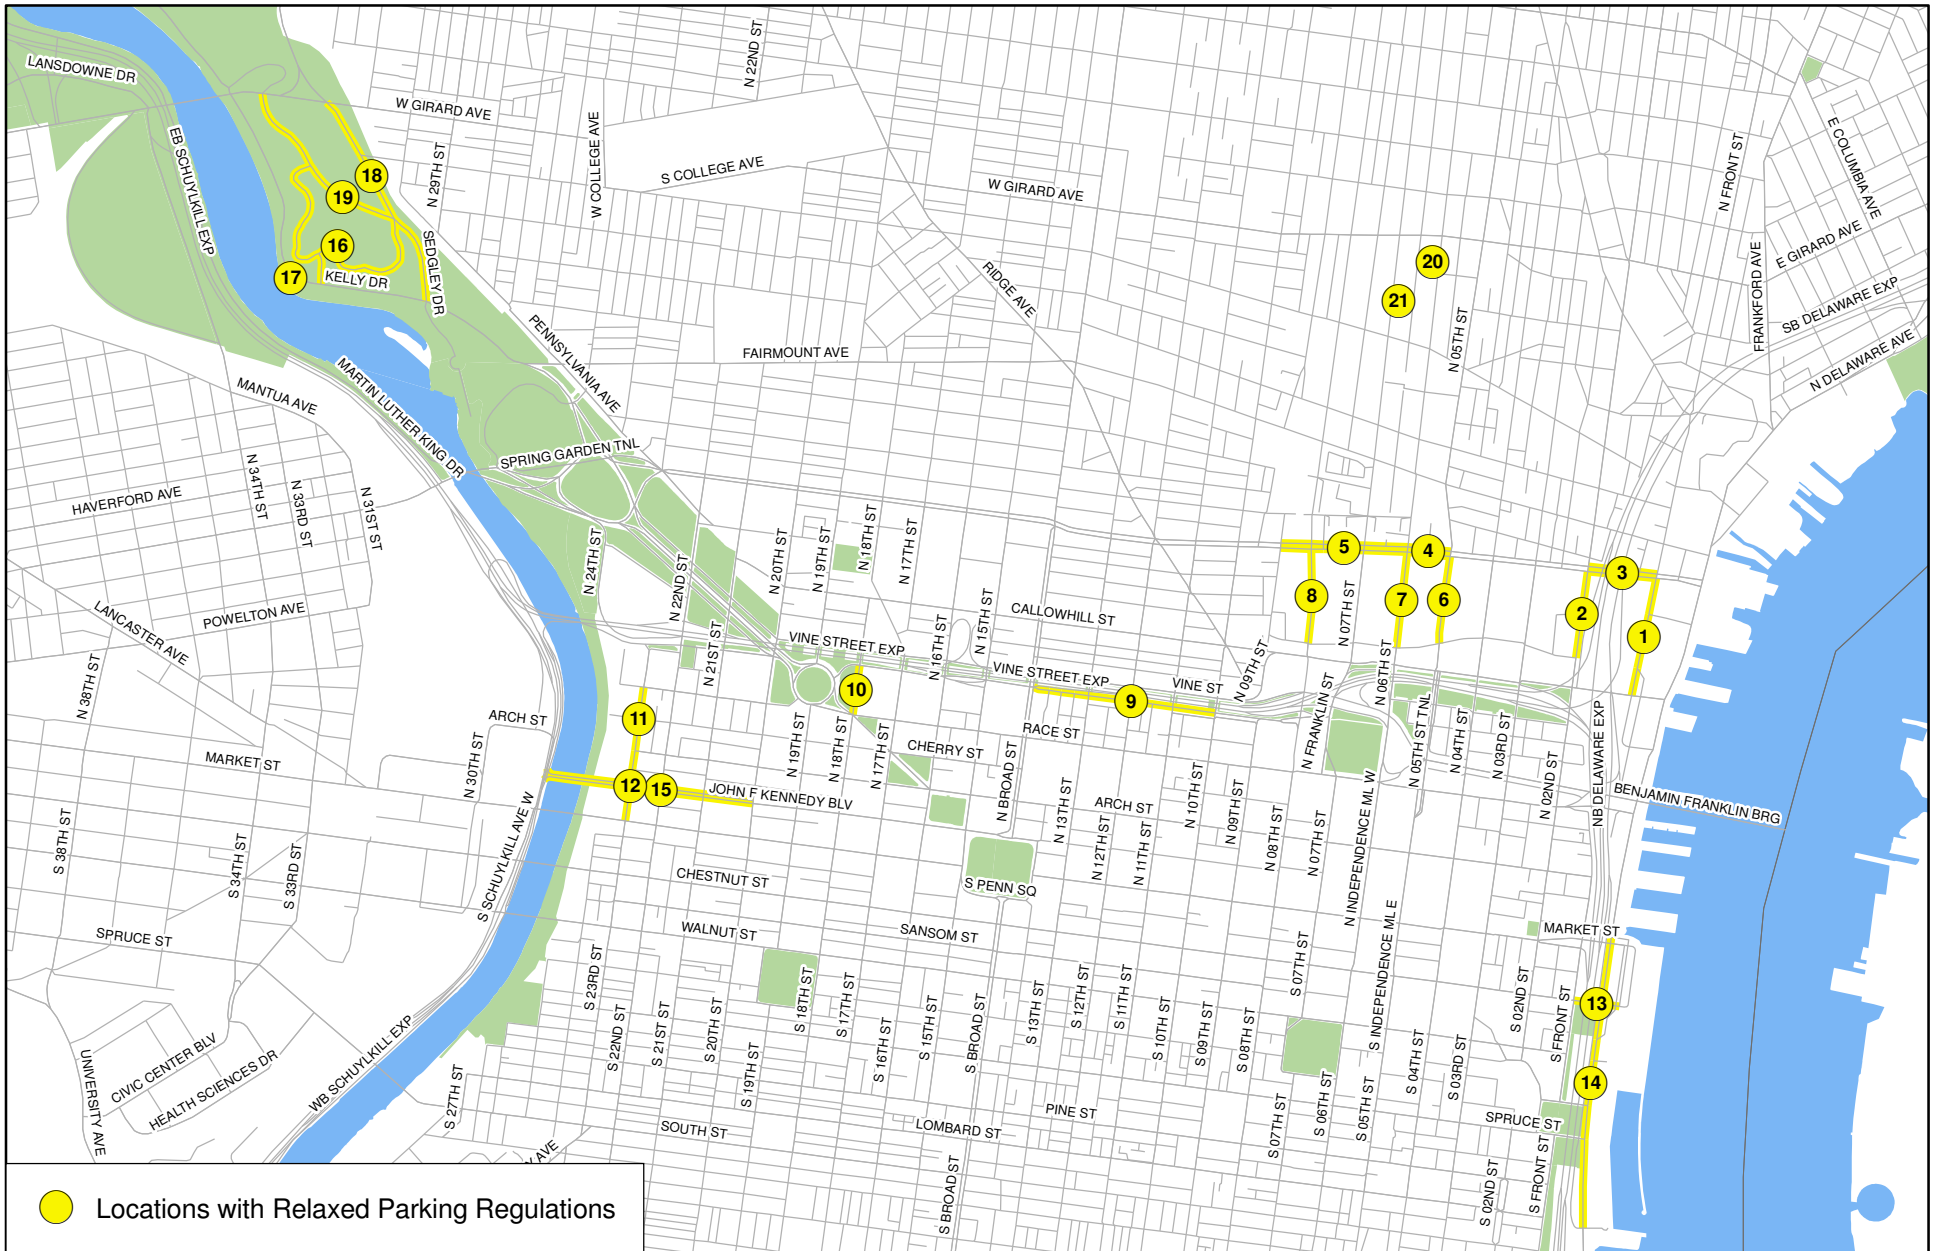 LANSDOWNE DR
N 22ND ST
W GIRARD AVE
EB SCHUYLKILL EXP
N 29TH ST
W COLLEGE AVE
S COLLEGE AVE
W GIRARD AVE
N FRONT ST
E COLUMBIA AVE
18
19
16
17
KELLY DR
SEDGLEY DR
RIDGE AVE
20
21
N 05TH ST
FRANKFORD AVE
E GIRARD AVE
SB DELAWARE EXP
N DELAWARE AVE
PENNSYLVANIA AVE
FAIRMOUNT AVE
MANTUA AVE
MARTIN LUTHER KING DR
SPRING GARDEN TNL
HAVERFORD AVE
N 34TH ST
N 33RD ST
N 31ST ST
N 24TH ST
N 22ND ST
N 20TH ST
N 19TH ST
N 18TH ST
N 17TH ST
5
4
3
8
7
6
2
1
N 07TH ST
LANCASTER AVE
POWELTON AVE
N 21ST ST
VINE STREET EXP
N 16TH ST
N 15TH ST
CALLOWHILL ST
VINE STREET EXP
VINE ST
N 09TH ST
N 06TH ST
N 38TH ST
10
9
11
ARCH ST
MARKET ST
N 30TH ST
N 19TH ST
N 18TH ST
N 17TH ST
CHERRY ST
RACE ST
N FRANKLIN ST
N 05TH ST TNL
N 04TH ST
N 03RD ST
N 02ND ST
NB DELAWARE EXP
BENJAMIN FRANKLIN BRG
12
15
JOHN F KENNEDY BLV
N BROAD ST
N 13TH ST
ARCH ST
N 12TH ST
N 11TH ST
N 10TH ST
N 09TH ST
N 08TH ST
N 07TH ST
N INDEPENDENCE ML W
S 38TH ST
S 34TH ST
S 33RD ST
S SCHUYLKILL AVE W
CHESTNUT ST
S PENN SQ
SPRUCE ST
WALNUT ST
SANSOM ST
MARKET ST
S 23RD ST
S 22ND ST
S 21ST ST
S 20TH ST
S 19TH ST
S 18TH ST
S 17TH ST
S 16TH ST
S 15TH ST
S BROAD ST
S 13TH ST
S 12TH ST
S 11TH ST
S 10TH ST
S 09TH ST
S 08TH ST
S 07TH ST
S INDEPENDENCE ML E
S 04TH ST
S 03RD ST
S 02ND ST
S FRONT ST
13
14
UNIVERSITY AVE
CIVIC CENTER BLV
HEALTH SCIENCES DR
WB SCHUYLKILL EXP
S 27TH ST
SOUTH ST
LOMBARD ST
PINE ST
S BROAD ST
S 07TH ST
S 06TH ST
S 05TH ST
SPRUCE ST
S 02ND ST
S FRONT ST
AVE
Locations with Relaxed Parking Regulations